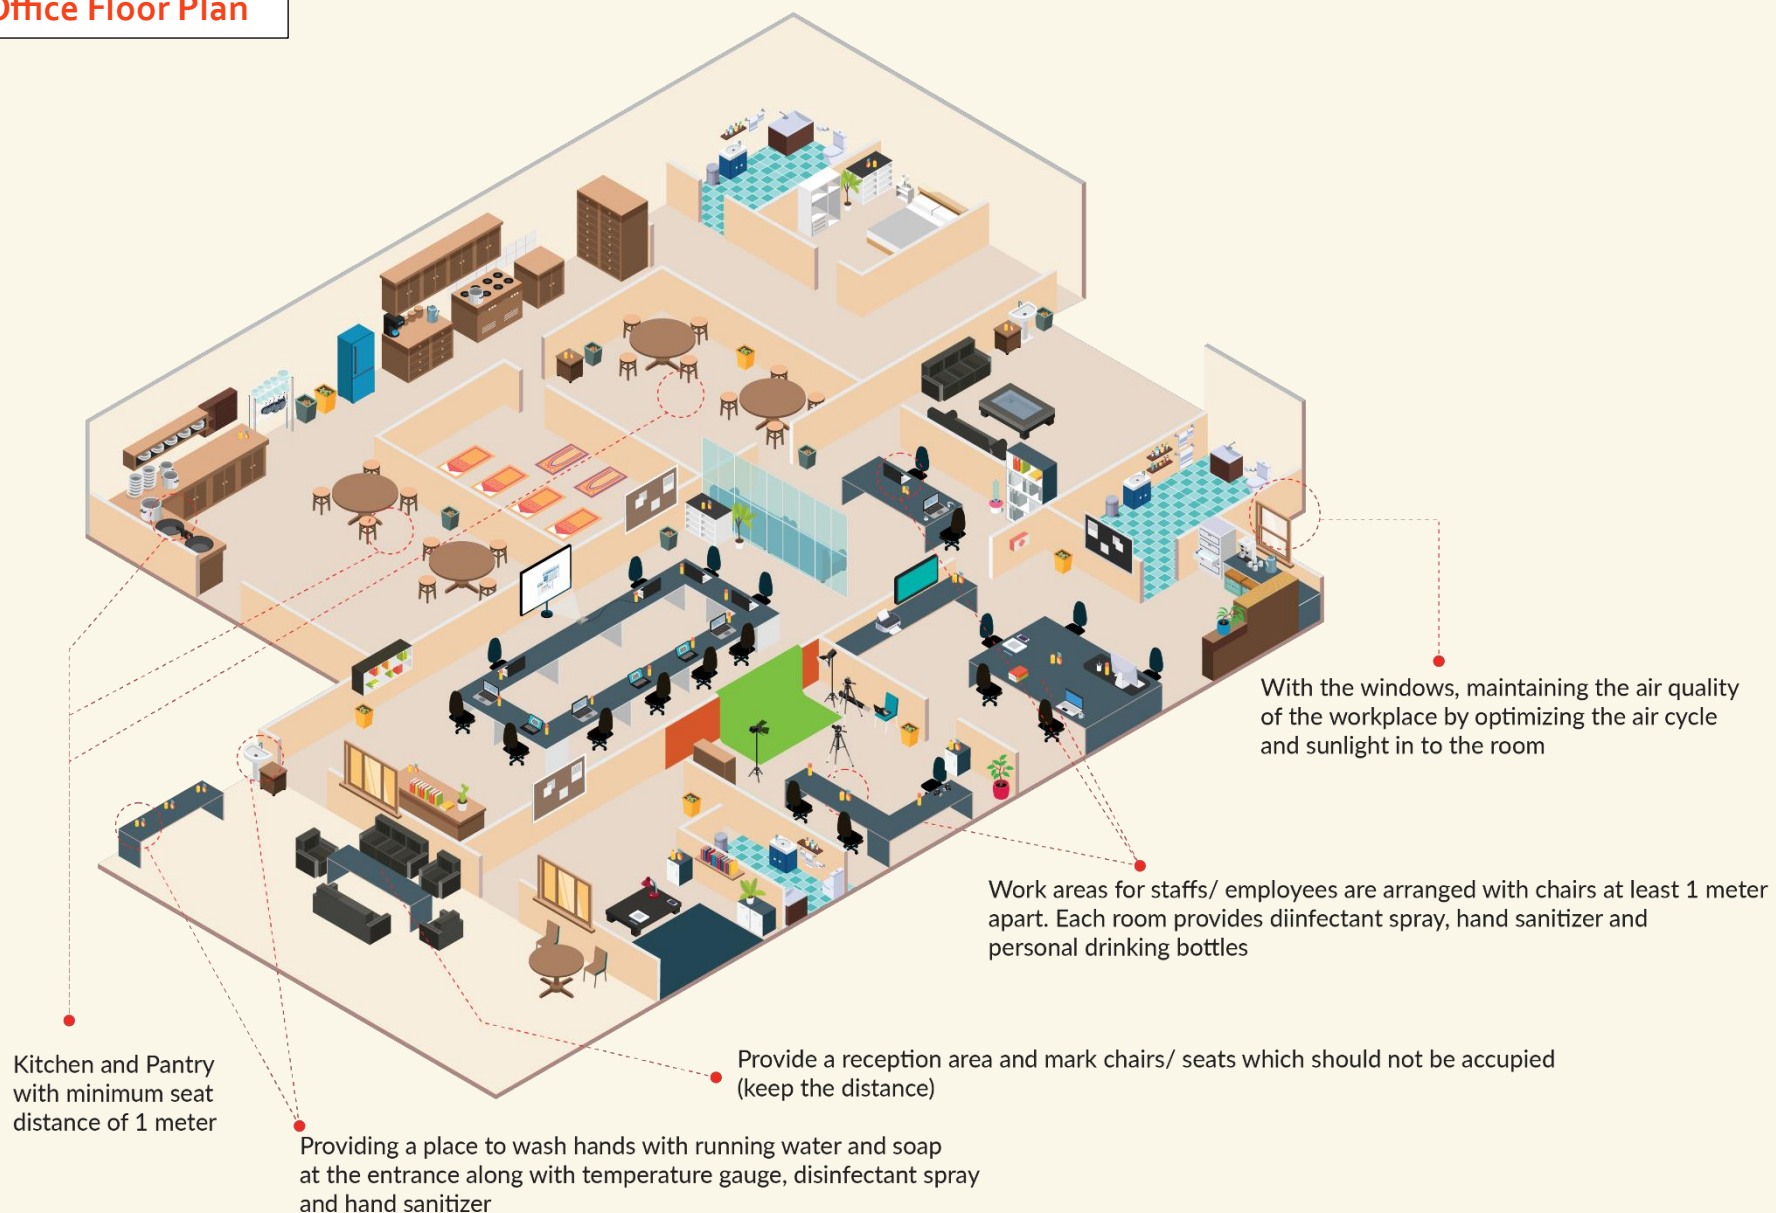 Office Floor Plan
With the windows, maintaining the air quality
of the workplace by optimizing the air cycle
and sunlight in to the room
Work areas for staffs/ employees are arranged with chairs at least 1 meter
apart. Each room provides diinfectant spray, hand sanitizer and
personal drinking bottles
Provide a reception area and mark chairs/ seats which should not be accupied
(keep the distance)
Kitchen and Pantry
with minimum seat
distance of 1 meter
Providing a place to wash hands with running water and soap
at the entrance along with temperature gauge, disinfectant spray
and hand sanitizer